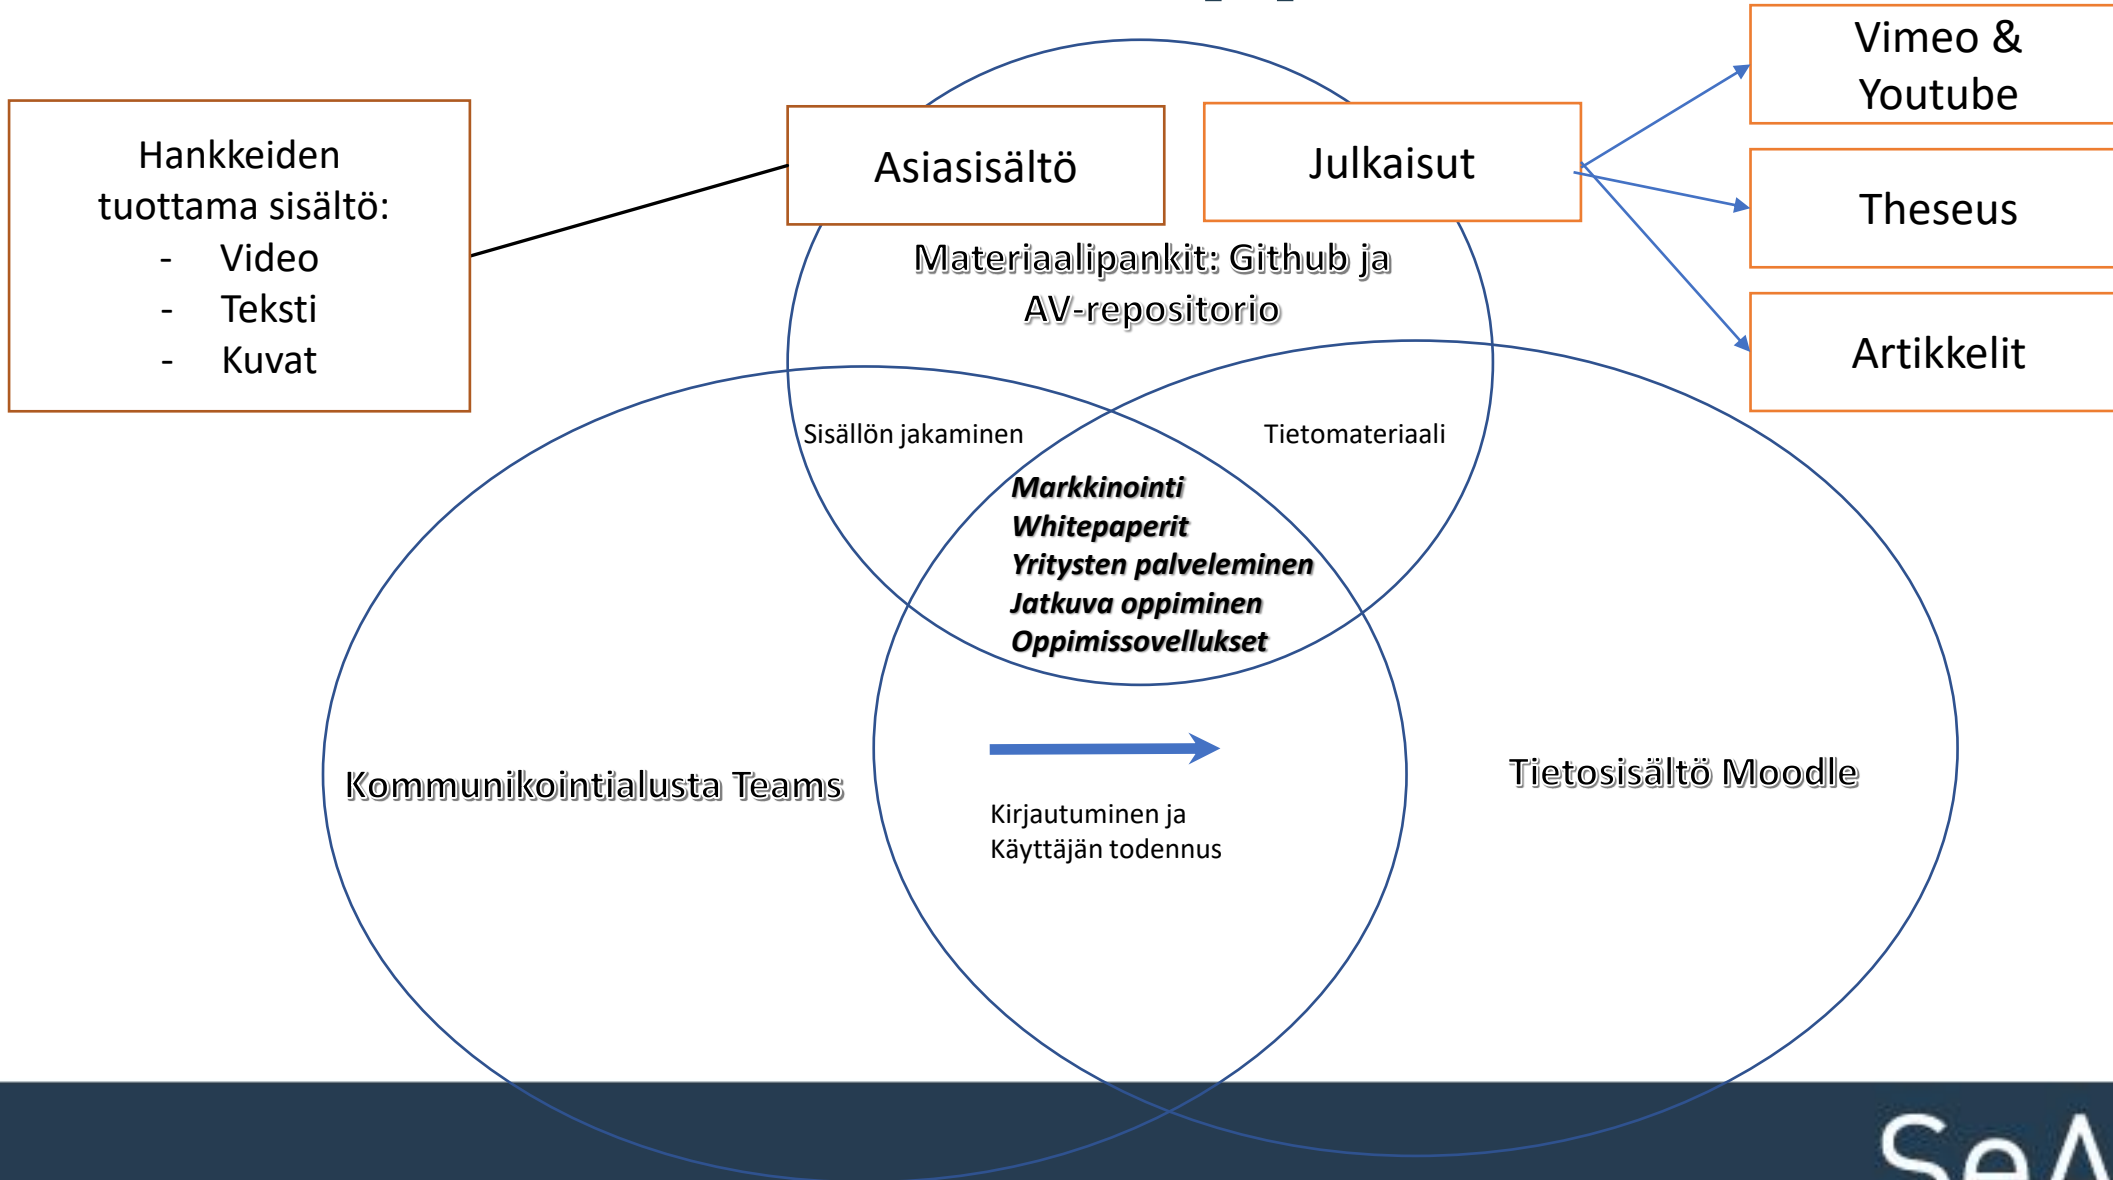 Hankkeiden
tuottama sisältö:
- Video
- Teksti
- Kuvat
Asiasisältö
Julkaisut
Vimeo &
Youtube
Theseus
Artikkelit
Materiaalipankit: Github ja
AV-repositorio
Sisällön jakaminen
Tietomateriaali
Markkinointi
Whitepaperit
Yritysten palveleminen
Jatkuva oppiminen
Oppimissovellukset
Kommunikointialusta Teams
Tietosisältö Moodle
Kirjautuminen ja
Käyttäjän todennus
SeA